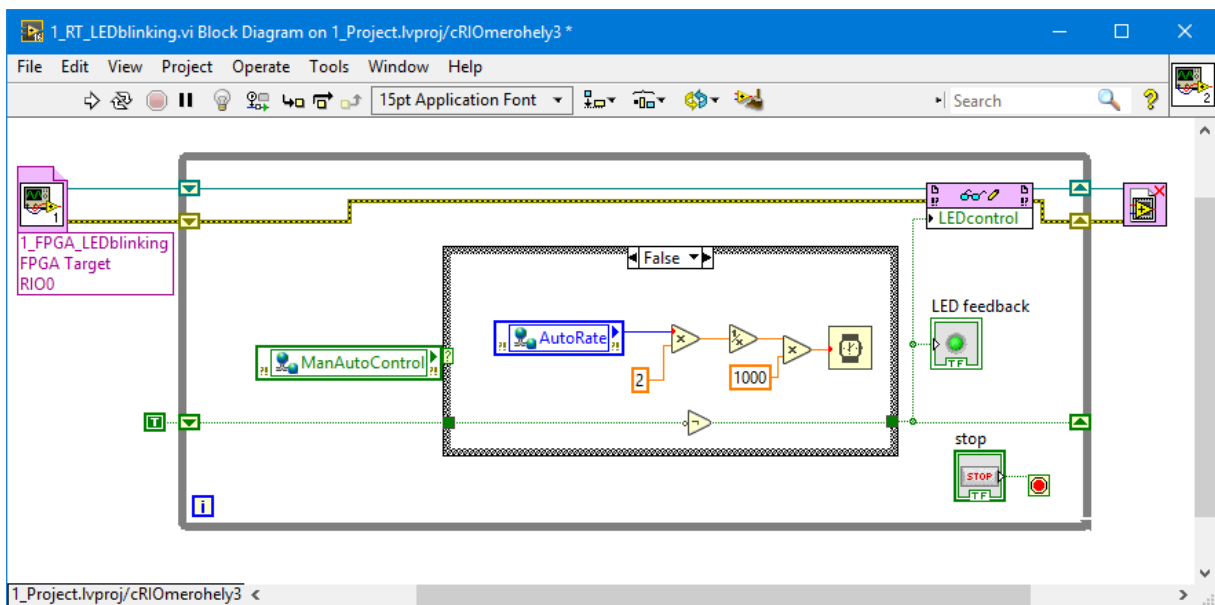 1_RT_LEDblinking.vi Block Diagram on 1_Project.lvproj/cRIOmerohely3 *
File Edit View Project Operate Tools Window Help
15pt Application Font
Search
2
1
1_FPGA_LEDblinking
FPGA Target
RIO0
LEDcontrol
False
LED feedback
TF
AutoRate
x
1/x
x
2
1000
ManAutoControl
?
T
stop
STOP
TF
i
1_Project.lvproj/cRIOmerohely3